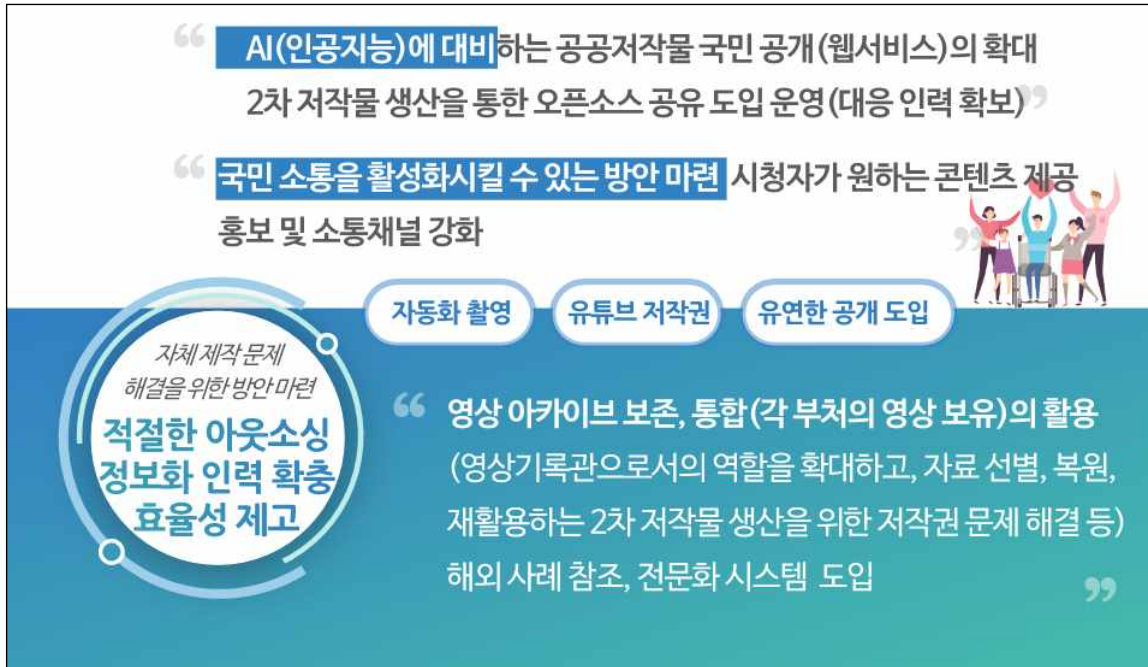 “ AI(인공지능)에 대비하는 공공저작물 국민 공개(웹서비스)의 확대
2차 저작물 생산을 통한 오픈소스 공유 도입 운영(대응 인력 확보) ”
“ 국민 소통을 활성화시킬 수 있는 방안 마련 시청자가 원하는 콘텐츠 제공
홍보 및 소통채널 강화 ”
자동화 촬영
유튜브 저작권
유연한 공개 도입
자체 제작 문제
해결을 위한 방안 마련
적절한 아웃소싱
정보화 인력 확충
효율성 제고
“ 영상 아카이브 보존, 통합(각 부처의 영상 보유)의 활용
(영상기록관으로서의 역할을 확대하고, 자료 선별, 복원,
재활용하는 2차 저작물 생산을 위한 저작권 문제 해결 등)
해외 사례 참조, 전문화 시스템 도입 ”